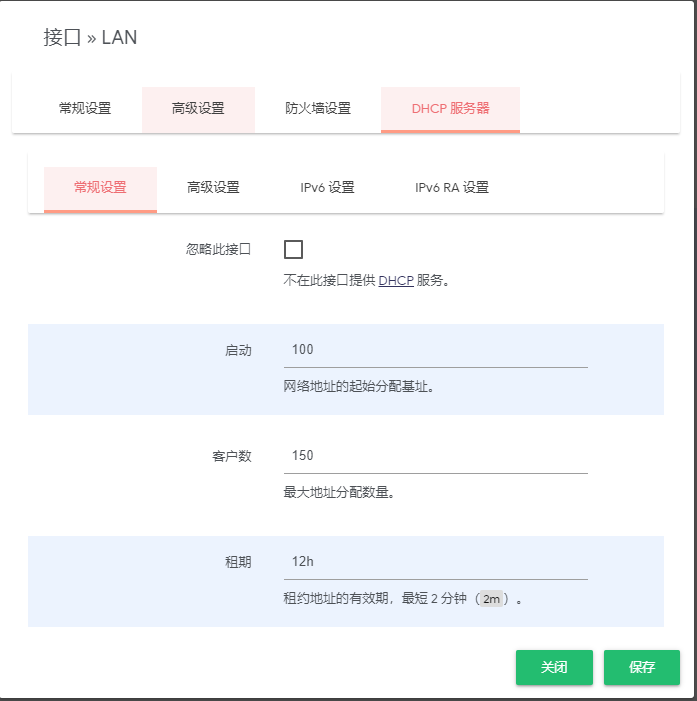 接口 » LAN
常规设置 高级设置 防火墙设置 DHCP 服务器
常规设置 高级设置 IPv6 设置 IPv6 RA 设置
忽略此接口
不在此接口提供 DHCP 服务。
启动 100
网络地址的起始分配基址。
客户数 150
最大地址分配数量。
租期 12h
租约地址的有效期，最短 2 分钟（2m）。
关闭 保存